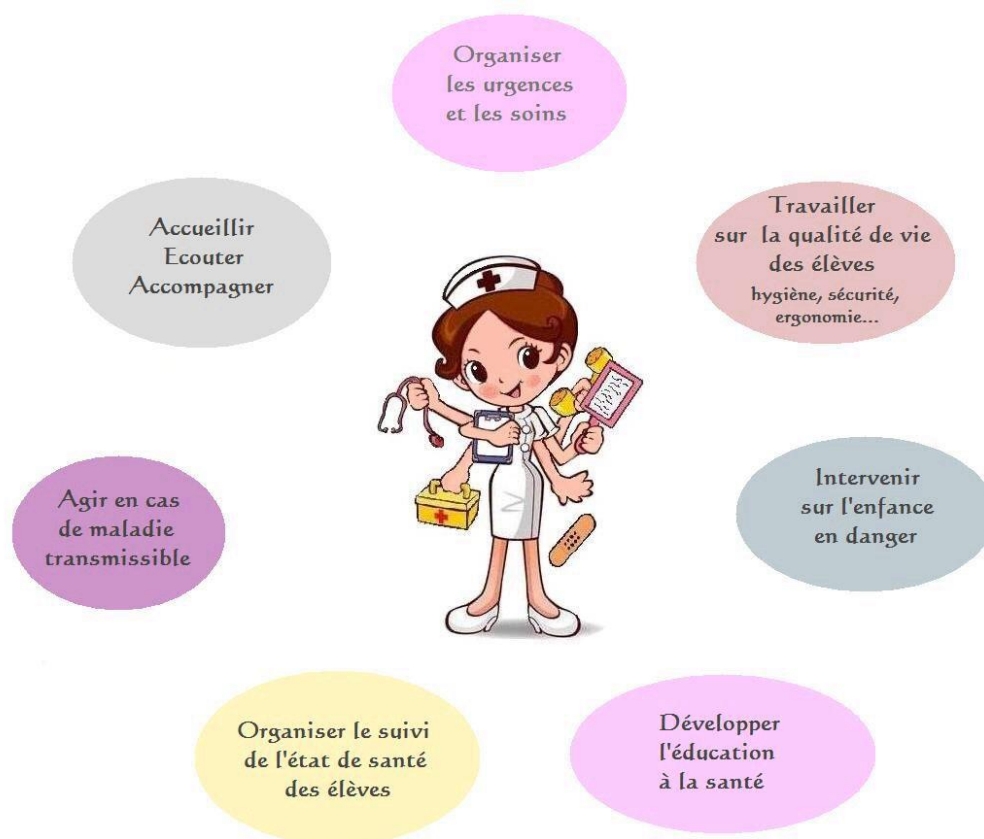 Organiser
les urgences
et les soins
Accueillir
Ecouter
Accompagner
Travailler
sur la qualité de vie
des élèves
hygiène, sécurité,
ergonomie...
Agir en cas
de maladie
transmissible
Intervenir
sur l'enfance
en danger
Organiser le suivi
de l'état de santé
des élèves
Développer
l'éducation
à la santé